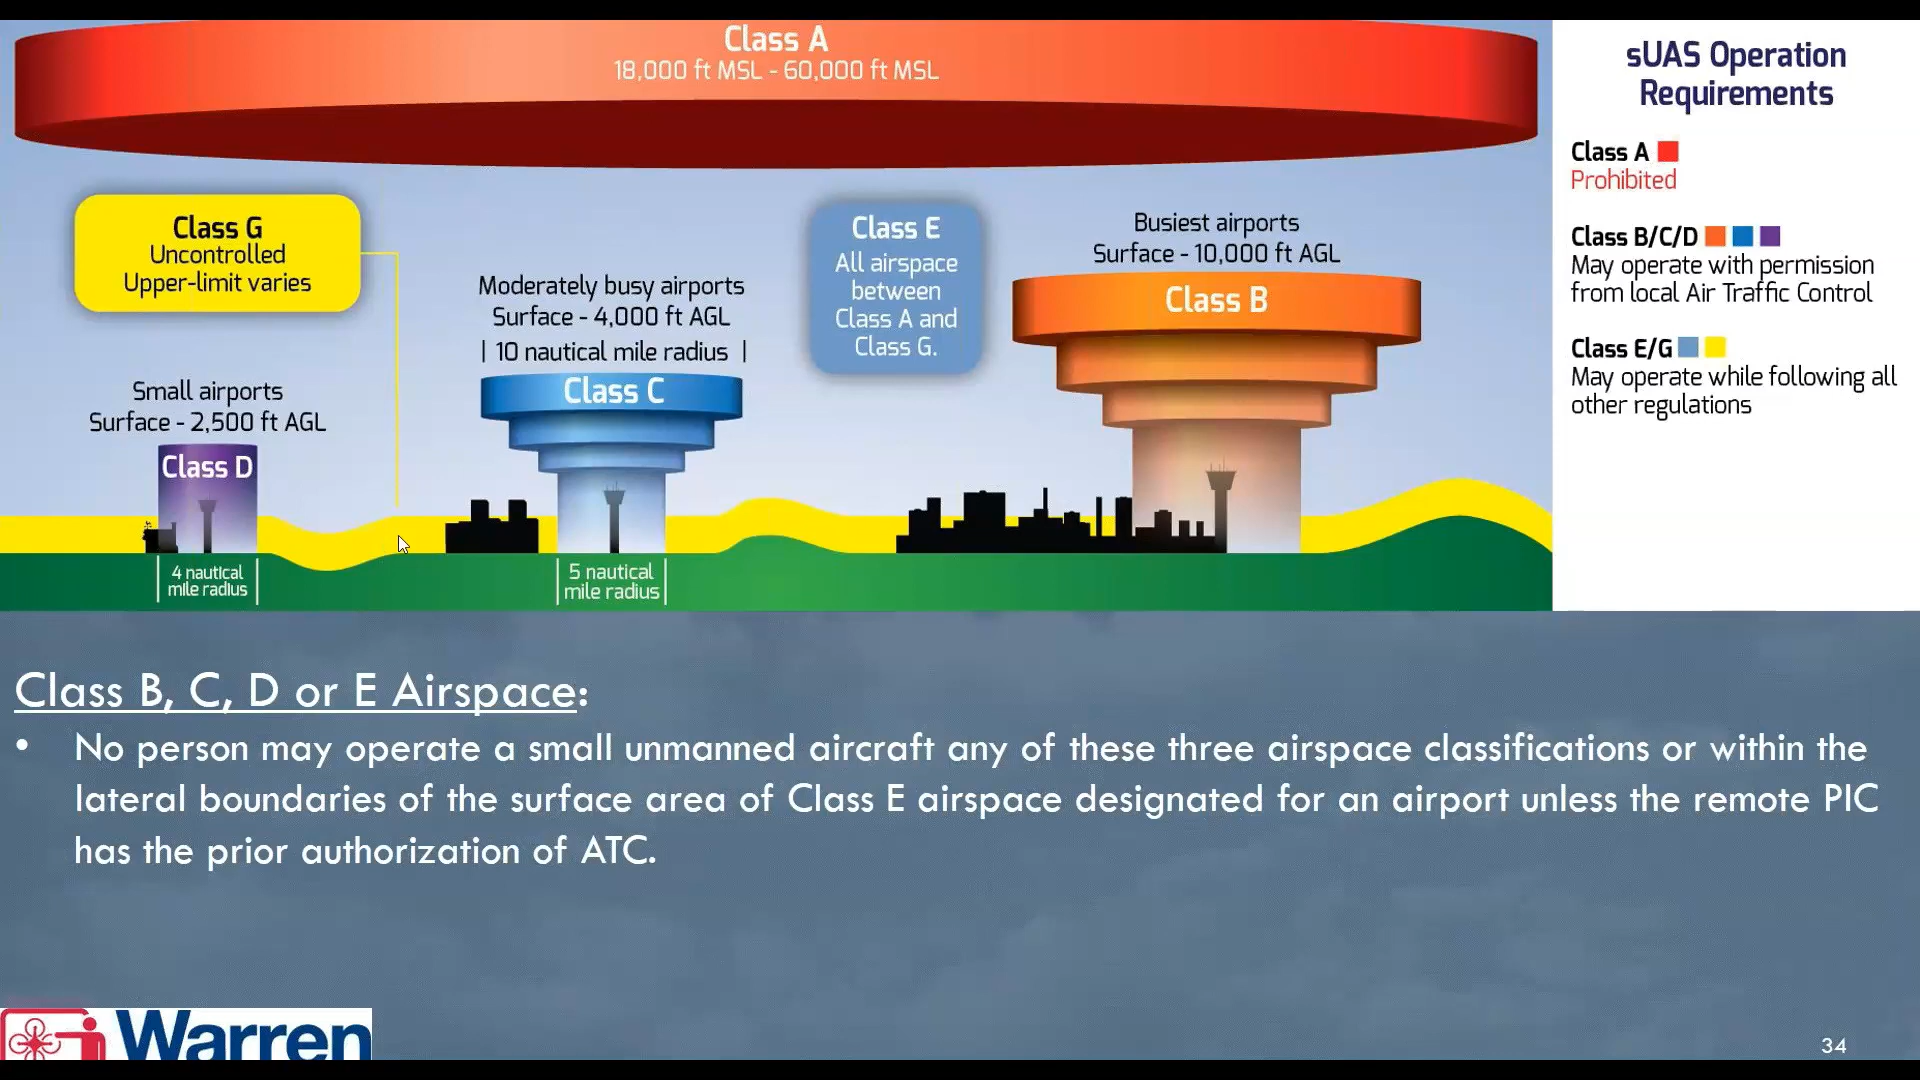 Class A
18,000 ft MSL - 60,000 ft MSL
Class G
Uncontrolled
Upper-limit varies
Small airports
Surface - 2,500 ft AGL
Class D
4 nautical
mile radius
Moderately busy airports
Surface - 4,000 ft AGL
| 10 nautical mile radius |
Class C
5 nautical
mile radius
Class E
All airspace
between
Class A and
Class G.
Busiest airports
Surface - 10,000 ft AGL
Class B
sUAS Operation
Requirements
Class A
Prohibited
Class B/C/D
May operate with permission
from local Air Traffic Control
Class E/G
May operate while following all
other regulations
Class B, C, D or E Airspace:
• No person may operate a small unmanned aircraft any of these three airspace classifications or within the
lateral boundaries of the surface area of Class E airspace designated for an airport unless the remote PIC
has the prior authorization of ATC.
Warren
34